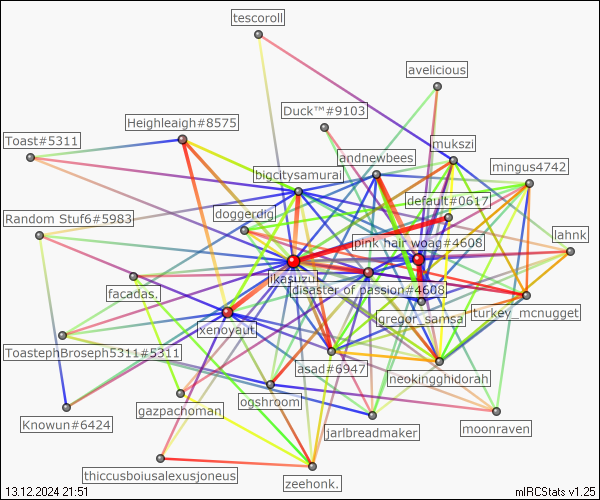 tescoroll
avelicious
Duck™#9103
Heighleaigh#8575
Toast#5311
mukszi
andnewbees
mingus4742
bigcitysamurai
default#0617
doggerdig
Random Stuf6#5983
lahnk
pink hair woag#4608
ikasuzu
disaster of passion#4603
facadas.
gregor_samsa
turkey_mcnugget
xenoyaut
ToastephBroseph5311#5311
asad#6947
neokingghidorah
ogshroom
gazpachoman
Knowun#6424
jarlbreadmaker
moonraven
thiccusboiusalexusjoneus
zeehonk.
13.12.2024 21:51
mIRCStats v1.25